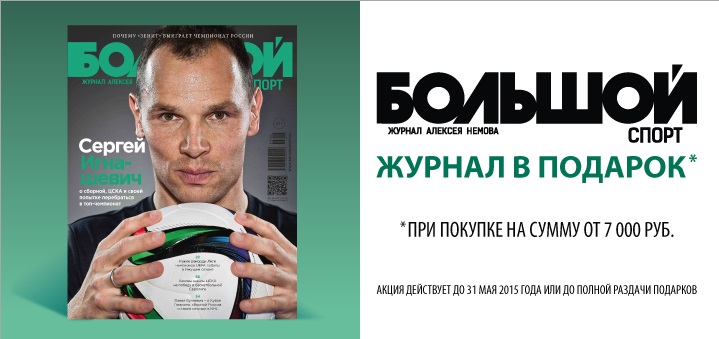 ПОЧЕМУ «ЗЕНИТ» ВЫИГРАЕТ ЧЕМПИОНАТ РОССИИ
БОЛЬШОЙ
ЖУРНАЛ АЛЕКСЕЯ
СПОРТ
Сергей
Игна-
шевич
о сборной, ЦСКА и своей
попытке перебраться
в топ-чемпионат
БОЛЬШОЙ
ЖУРНАЛ АЛЕКСЕЯ НЕМОВА
СПОРТ
ЖУРНАЛ В ПОДАРОК*
*ПРИ ПОКУПКЕ НА СУММУ ОТ 7 000 РУБ.
АКЦИЯ ДЕЙСТВУЕТ ДО 31 МАЯ 2015 ГОДА ИЛИ ДО ПОЛНОЙ РАЗДАЧИ ПОДАРКОВ